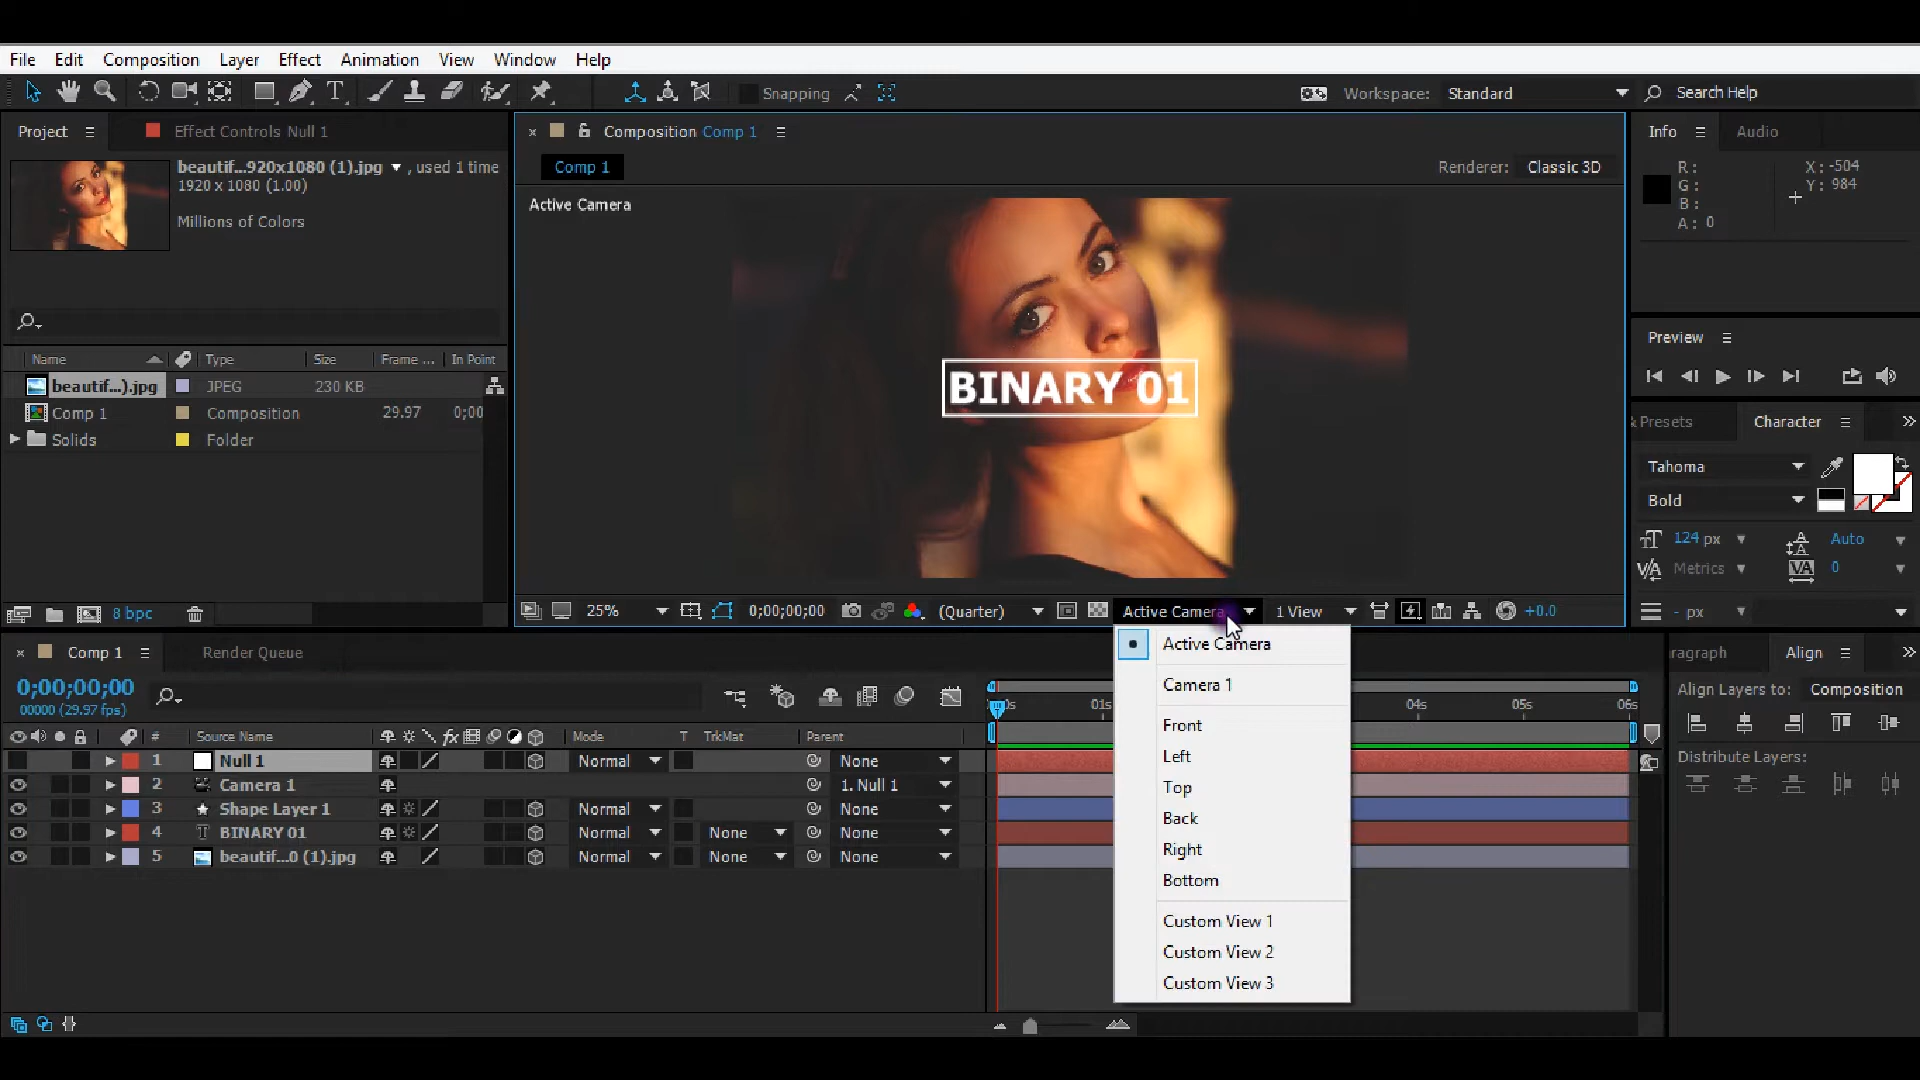 File Edit Composition Layer Effect Animation View Window Help
Snapping
Workspace: Standard
Search Help
Project
Effect Controls Null 1
beautif...920x1080 (1).jpg , used 1 time
1920 x 1080 (1.00)
Millions of Colors
Name Type Size Frame ... In Point
beautif...).jpg JPEG 230 KB
Comp 1 Composition 29.97 0;00
Solids Folder
8 bpc
Composition Comp 1
Comp 1
Renderer: Classic 3D
Active Camera
BINARY 01
25% 0;00;00;00 (Quarter) Active Camera 1 View +0.0
Active Camera
Camera 1
Front
Left
Top
Back
Right
Bottom
Custom View 1
Custom View 2
Custom View 3
Info Audio
R: X: -504
G: Y: 984
B:
A: 0
Preview
& Presets Character
Tahoma
Bold
124 px Auto
Metrics 0
- px
Comp 1 Render Queue
0;00;00;00
00000 (29.97 fps)
01s 04s 05s 06s
# Source Name Mode T TrkMat Parent
1 Null 1 Normal None
2 Camera 1 1. Null 1
3 Shape Layer 1 Normal None
4 BINARY 01 Normal None None
5 beautif...0 (1).jpg Normal None None
ragraph Align
Align Layers to: Composition
Distribute Layers: